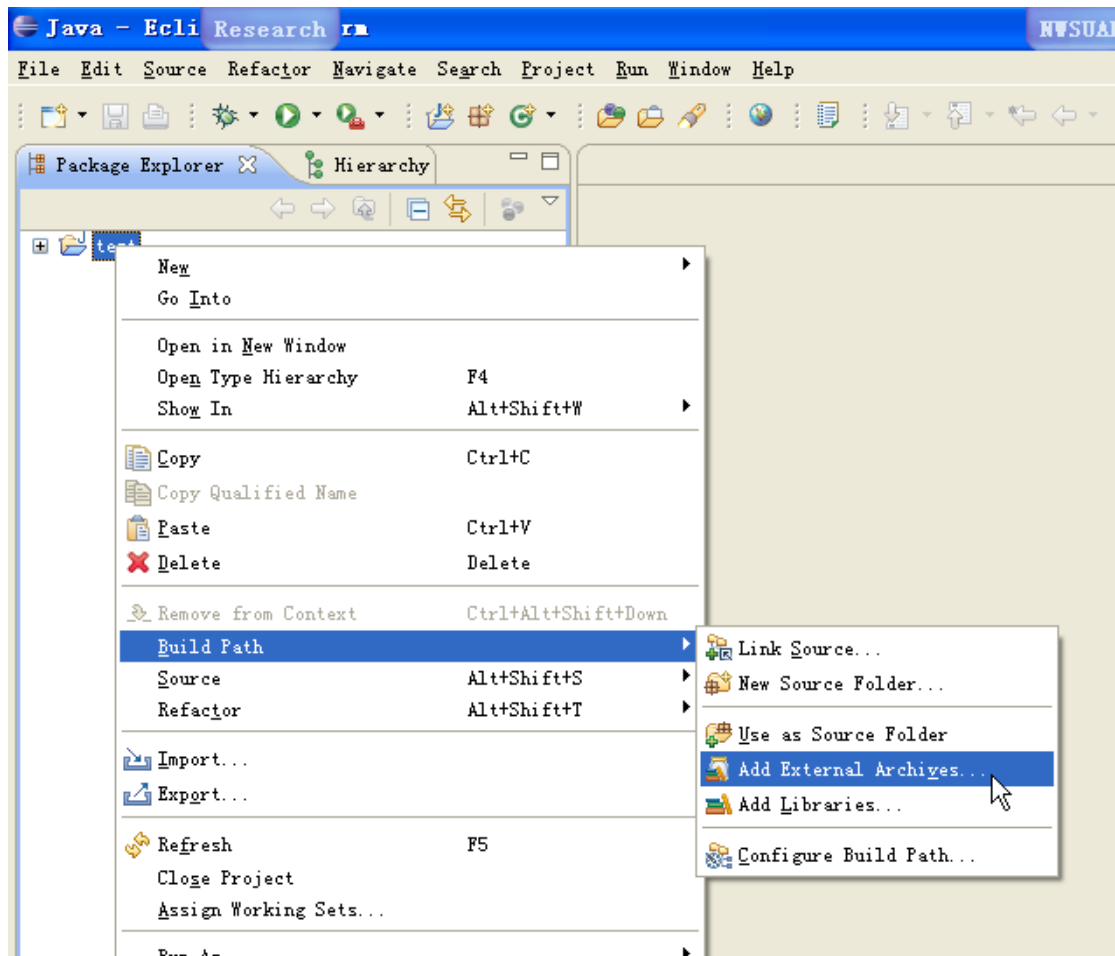 Java - Ecli Research rm NWSUAF
File Edit Source Refactor Navigate Search Project Run Window Help
Package Explorer Hierarchy
test
New
Go Into
Open in New Window
Open Type Hierarchy F4
Show In Alt+Shift+W
Copy Ctrl+C
Copy Qualified Name
Paste Ctrl+V
Delete Delete
Remove from Context Ctrl+Alt+Shift+Down
Build Path
Source Alt+Shift+S
Refactor Alt+Shift+T
Import...
Export...
Refresh F5
Close Project
Assign Working Sets...
Run As
Link Source...
New Source Folder...
Use as Source Folder
Add External Archives...
Add Libraries...
Configure Build Path...